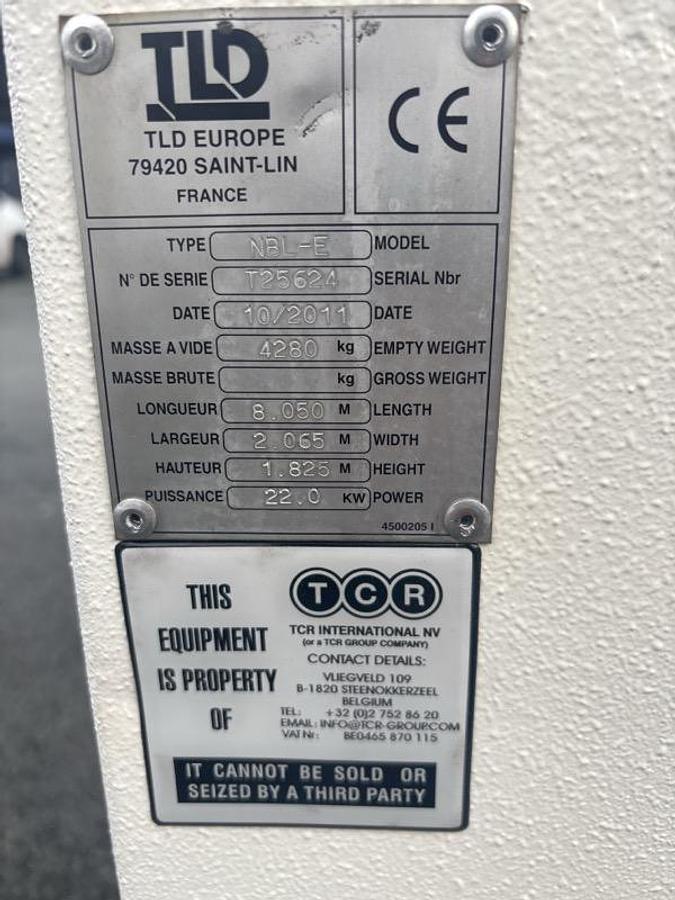 TLD
TLD EUROPE
79420 SAINT-LIN
FRANCE
CE
TYPE NBL-E MODEL
N° DE SERIE T25624 SERIAL Nbr
DATE 10/2011 DATE
MASSE A VIDE 4280 kg EMPTY WEIGHT
MASSE BRUTE kg GROSS WEIGHT
LONGUEUR 8.050 M LENGTH
LARGEUR 2.065 M WIDTH
HAUTEUR 1.825 M HEIGHT
PUISSANCE 22.0 KW POWER
4500205 I
THIS
EQUIPMENT
IS PROPERTY
OF
TCR
TCR INTERNATIONAL NV
(or a TCR GROUP COMPANY)
CONTACT DETAILS:
VLIEGVELD 109
B-1820 STEENOKKERZEEL
BELGIUM
TEL: +32 (0)2 752 86 20
EMAIL: INFO@TCR-GROUP.COM
VAT Nr: BE0465 870 115
IT CANNOT BE SOLD OR
SEIZED BY A THIRD PARTY